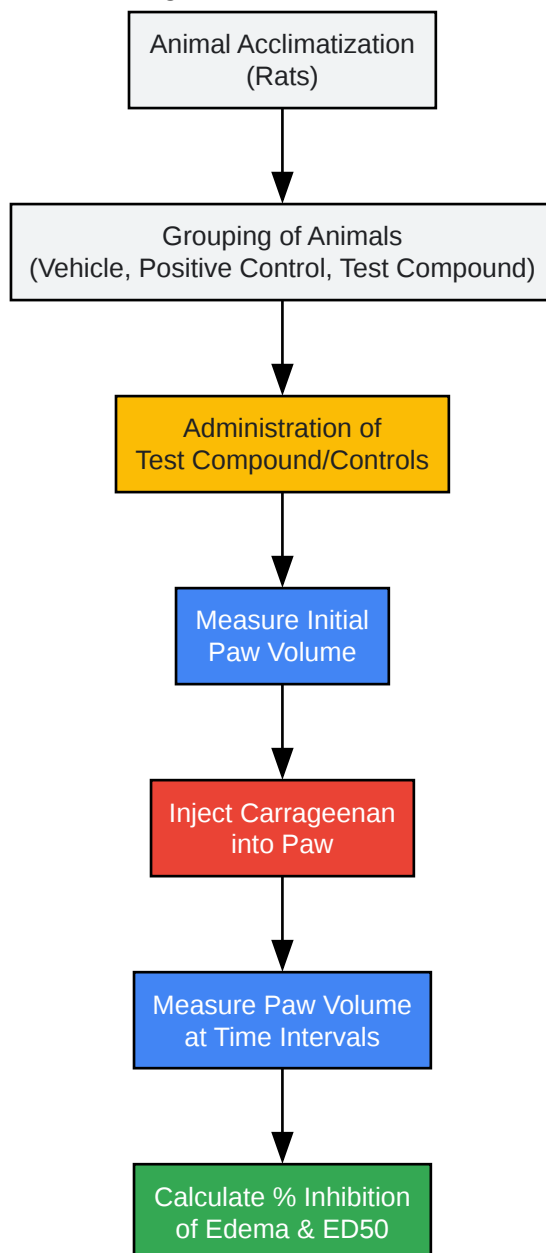 Animal Acclimatization
(Rats)
Grouping of Animals
(Vehicle, Positive Control, Test Compound)
Administration of
Test Compound/Controls
Measure Initial
Paw Volume
Inject Carrageenan
into Paw
Measure Paw Volume
at Time Intervals
Calculate % Inhibition
of Edema & ED50